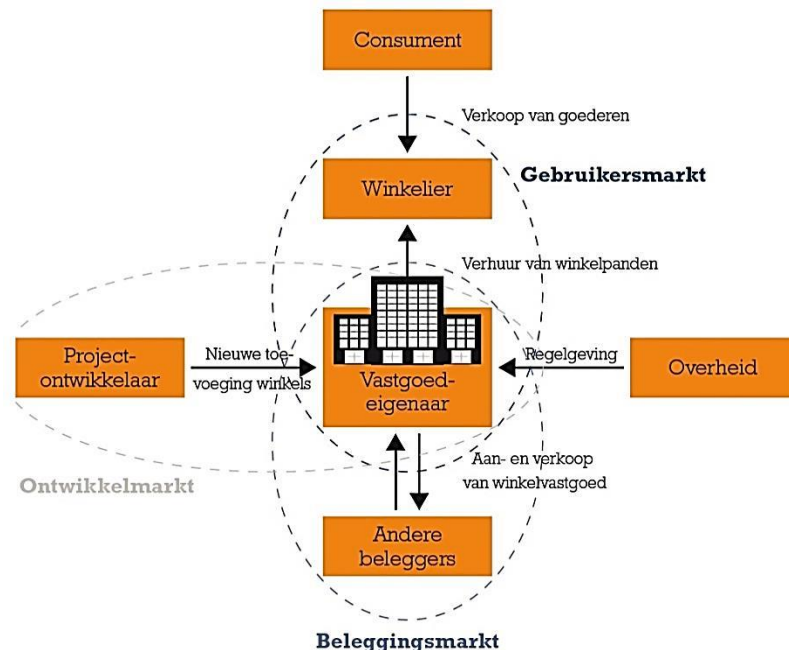 Consument
Verkoop van goederen
Winkelier
Gebruikersmarkt
Verhuur van winkelpanden
Project-
ontwikkelaar
Nieuwe toe-
voeging winkels
Vastgoed-
eigenaar
Regelgeving
Overheid
Ontwikkelmarkt
Aan- en verkoop
van winkelvastgoed
Andere
beleggers
Beleggingsmarkt